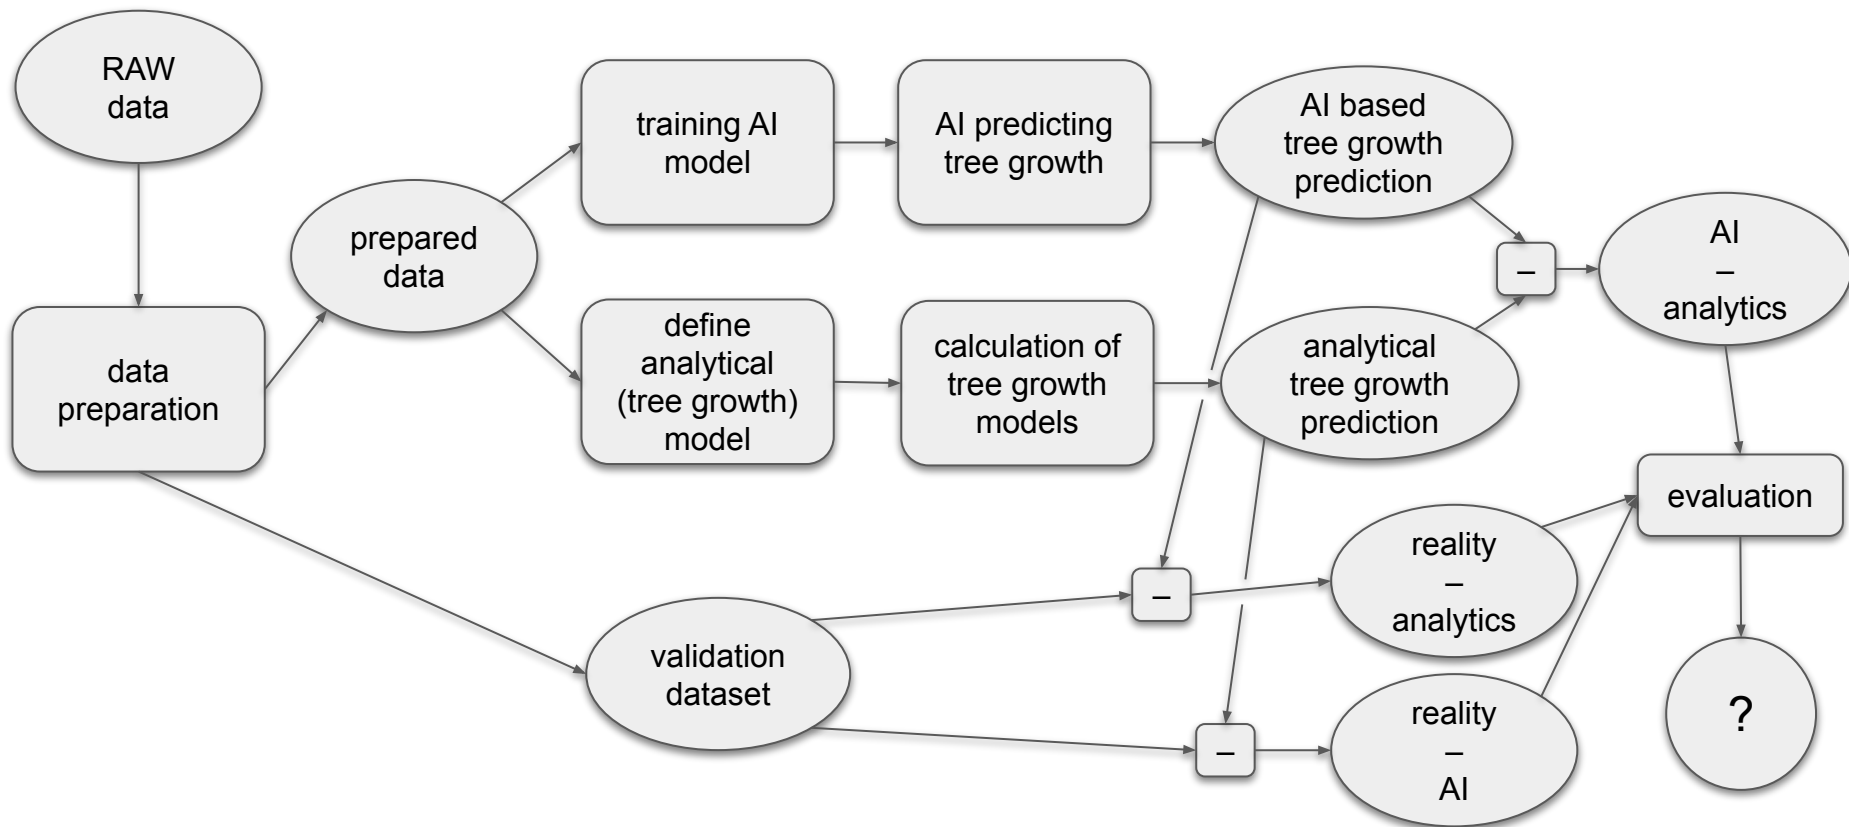 RAW
data
training AI
model
AI predicting
tree growth
AI based
tree growth
prediction
prepared
data
AI
–
analytics
–
data
preparation
define
analytical
(tree growth)
model
calculation of
tree growth
models
analytical
tree growth
prediction
evaluation
reality
–
analytics
–
validation
dataset
reality
–
AI
–
?